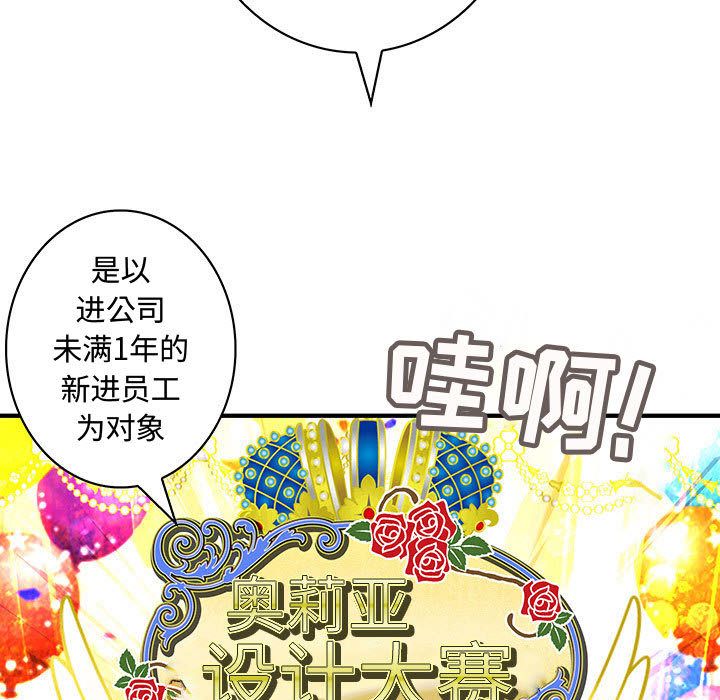 是以
进公司
未满1年的
新进员工
为对象
哇啊!
奥莉亚
设计大赛